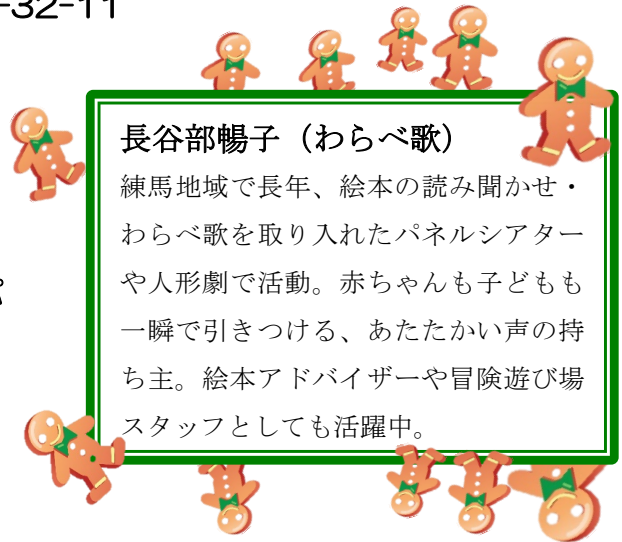 -32-11
長谷部暢子（わらべ歌）
練馬地域で長年、絵本の読み聞かせ・
わらべ歌を取り入れたパネルシアター
や人形劇で活動。赤ちゃんも子どもも
一瞬で引きつける、あたたかい声の持
ち主。絵本アドバイザーや冒険遊び場
スタッフとしても活躍中。